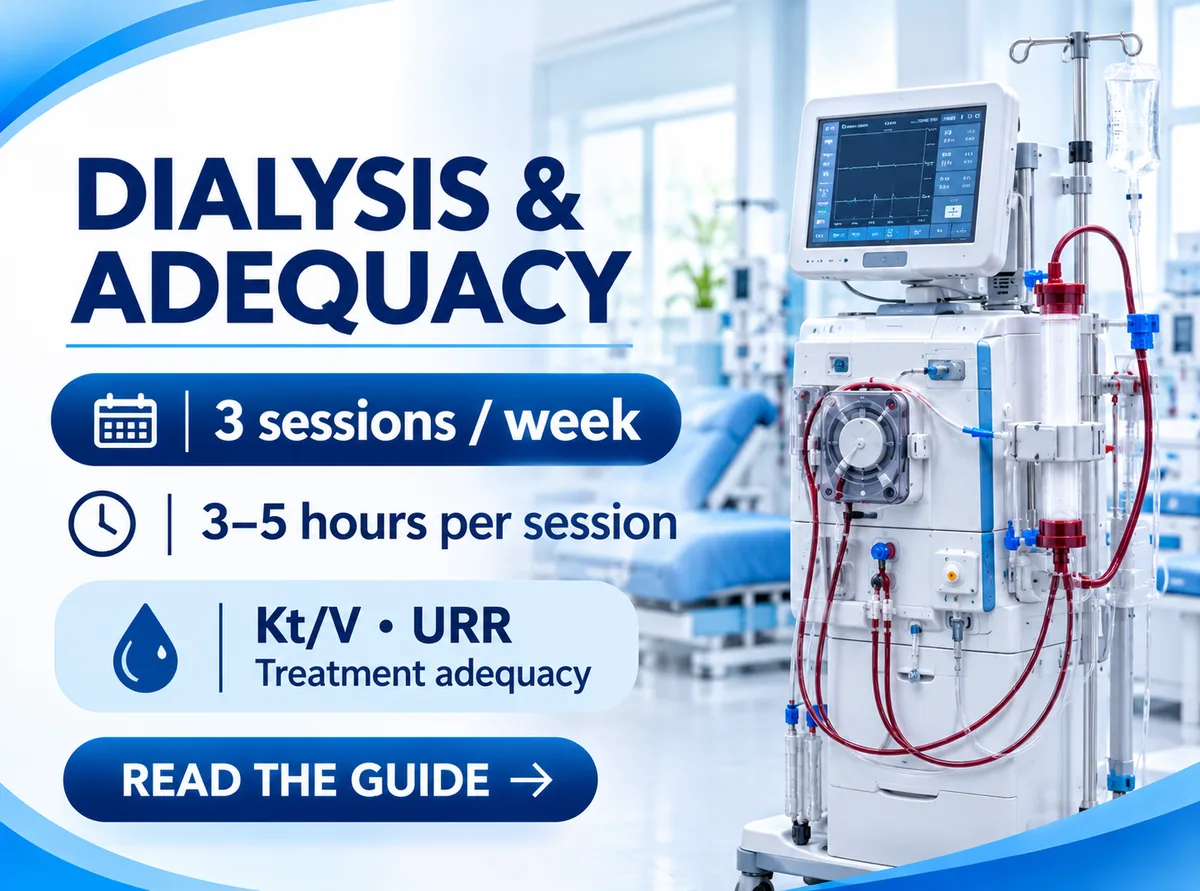 DIALYSIS &
ADEQUACY
3 sessions / week
3–5 hours per session
Kt/V • URR
Treatment adequacy
READ THE GUIDE →